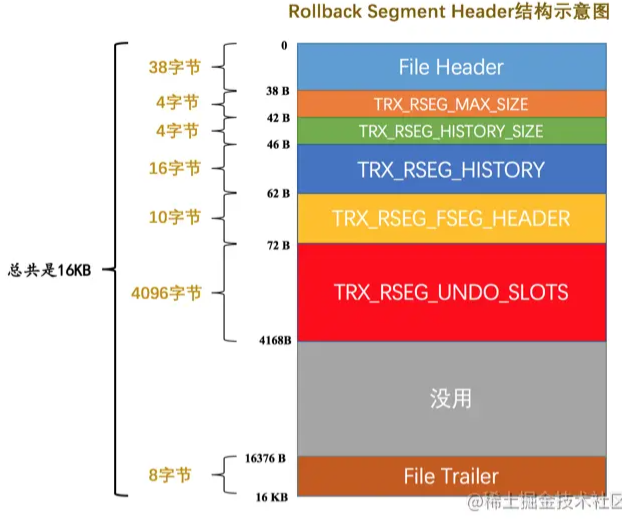 Rollback Segment Header结构示意图
0
38字节
File Header
38 B
4字节
TRX_RSEG_MAX_SIZE
42 B
4字节
TRX_RSEG_HISTORY_SIZE
46 B
16字节
TRX_RSEG_HISTORY
62 B
10字节
TRX_RSEG_FSEG_HEADER
72 B
总共是16KB
4096字节
TRX_RSEG_UNDO_SLOTS
4168B
没用
16376 B
8字节
File Trailer
16 KB
@稀土掘金技术社区